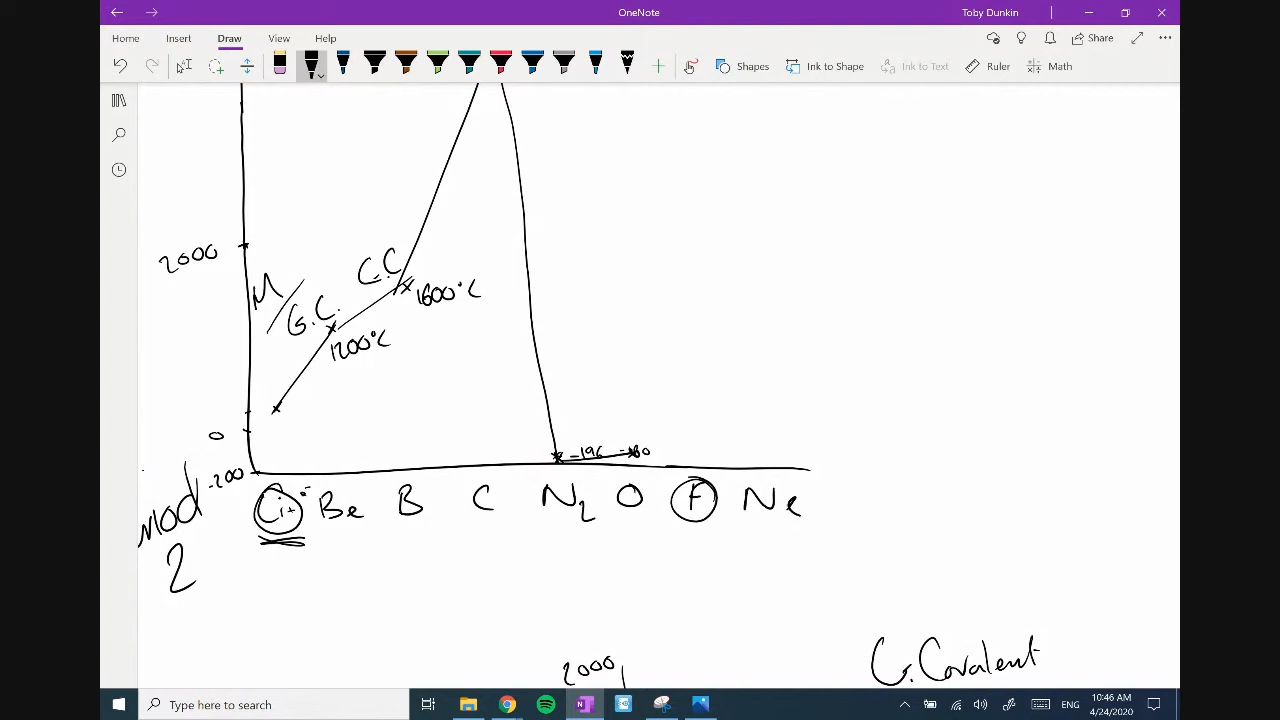 OneNote
Toby Dunkin
Home Insert Draw View Help
Share
Shapes Ink to Shape Ink to Text Ruler Math
2000
M/G.C.
G.C
1600°C
1200°C
0
-196
-200
Li+ Be B C N2 O F Ne
mod
2
2000
G. Covalent
Type here to search
10:46 AM
4/24/2020